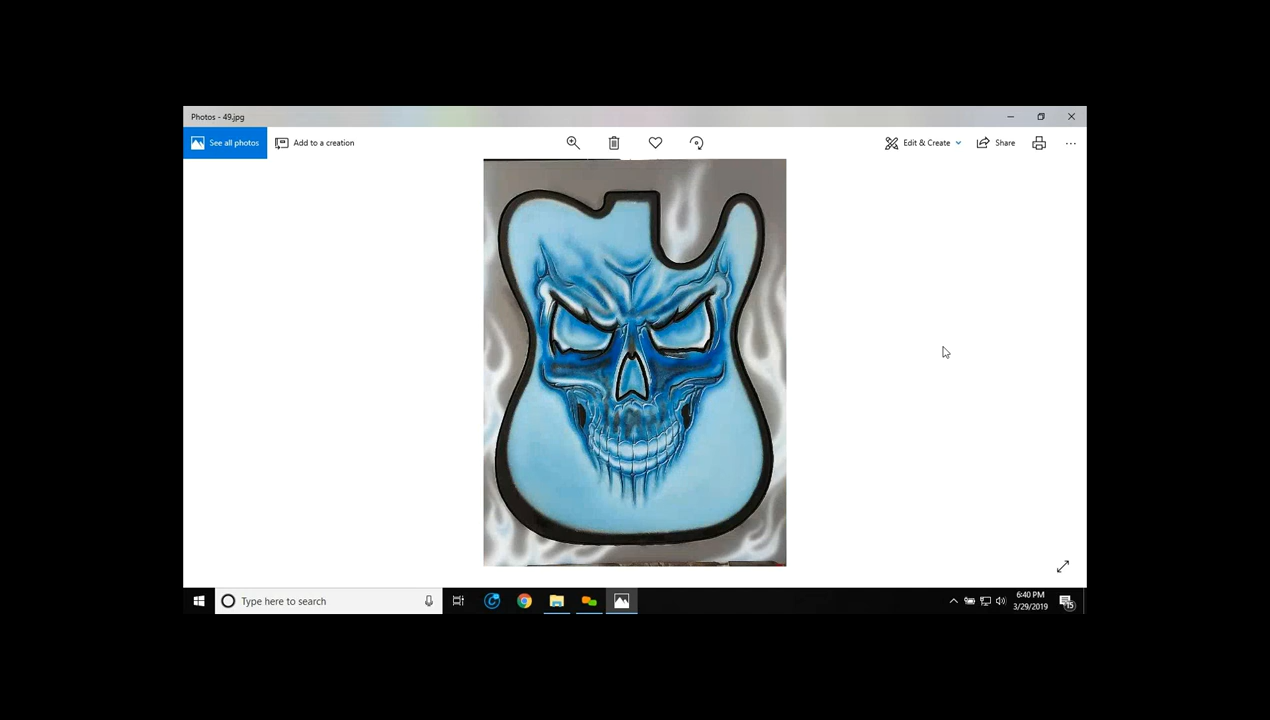 Photos - 49.jpg
See all photos
Add to a creation
Edit & Create
Share
Type here to search
6:40 PM
3/29/2019
15